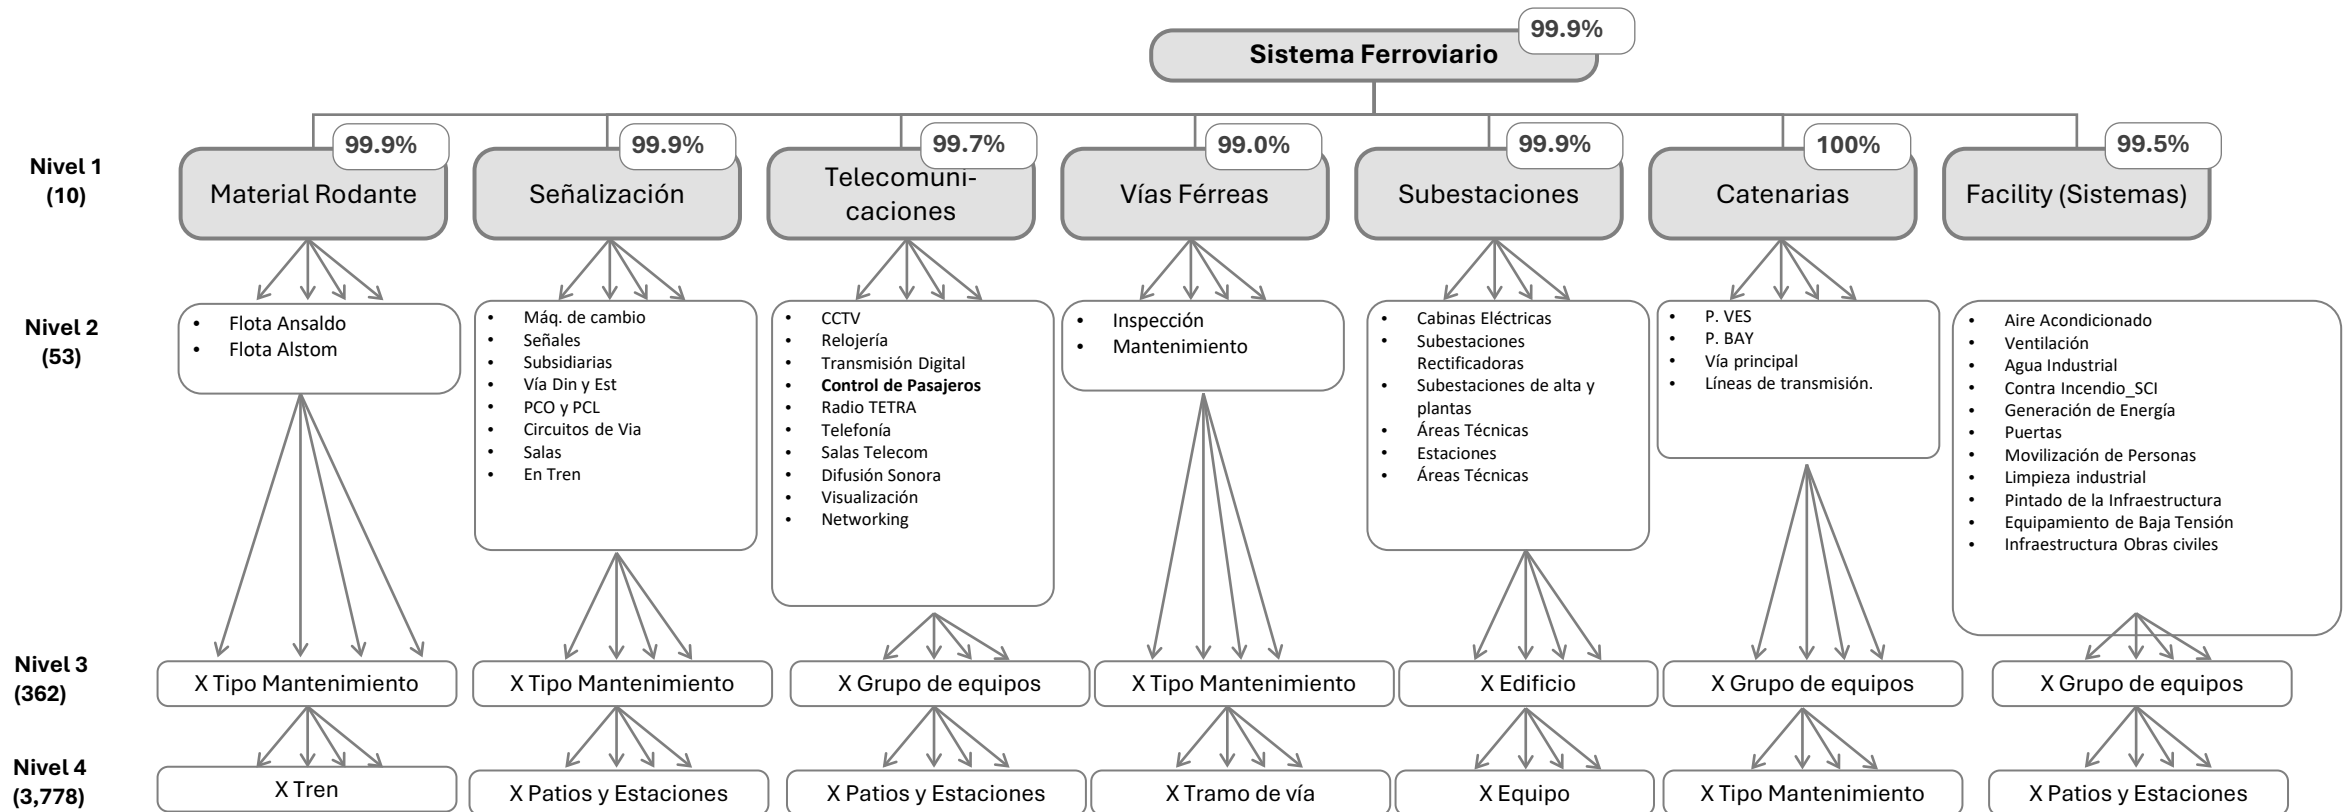 99.9%
Sistema Ferroviario
Nivel 1
(10)
99.9%
Material Rodante
99.9%
Señalización
99.7%
Telecomuni-
caciones
99.0%
Vías Férreas
99.9%
Subestaciones
100%
Catenarias
99.5%
Facility (Sistemas)
Nivel 2
(53)
• Flota Ansaldo
• Flota Alstom
• Máq. de cambio
• Señales
• Subsidiarias
• Vía Din y Est
• PCO y PCL
• Circuitos de Via
• Salas
• En Tren
• CCTV
• Relojería
• Transmisión Digital
• Control de Pasajeros
• Radio TETRA
• Telefonía
• Salas Telecom
• Difusión Sonora
• Visualización
• Networking
• Inspección
• Mantenimiento
• Cabinas Eléctricas
• Subestaciones
Rectificadoras
• Subestaciones de alta y
plantas
• Áreas Técnicas
• Estaciones
• Áreas Técnicas
• P. VES
• P. BAY
• Vía principal
• Líneas de transmisión.
• Aire Acondicionado
• Ventilación
• Agua Industrial
• Contra Incendio_SCI
• Generación de Energía
• Puertas
• Movilización de Personas
• Limpieza industrial
• Pintado de la Infraestructura
• Equipamiento de Baja Tensión
• Infraestructura Obras civiles
Nivel 3
(362)
X Tipo Mantenimiento
X Tipo Mantenimiento
X Grupo de equipos
X Tipo Mantenimiento
X Edificio
X Grupo de equipos
X Grupo de equipos
Nivel 4
(3,778)
X Tren
X Patios y Estaciones
X Patios y Estaciones
X Tramo de vía
X Equipo
X Tipo Mantenimiento
X Patios y Estaciones